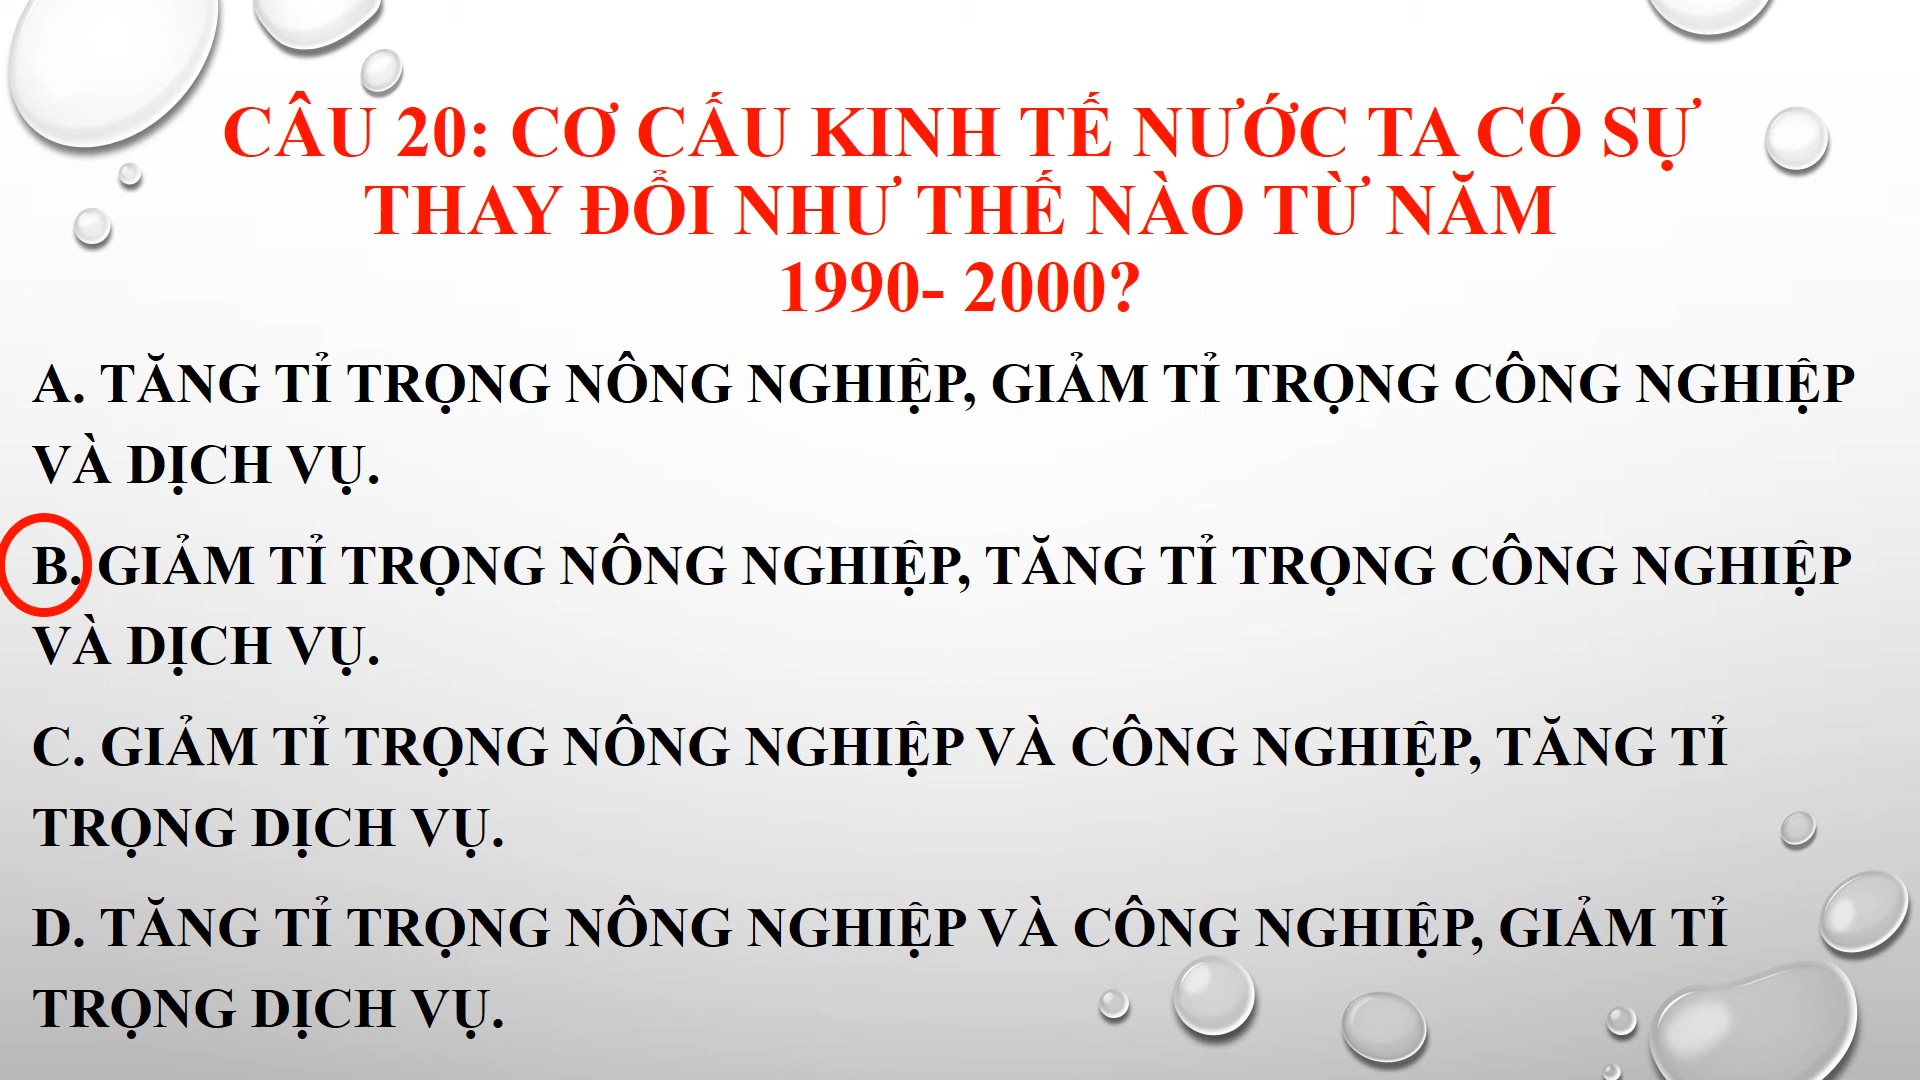 CÂU 20: CƠ CẤU KINH TẾ NƯỚC TA CÓ SỰ
THAY ĐỔI NHƯ THẾ NÀO TỪ NĂM
1990- 2000?
A. TĂNG TỈ TRỌNG NÔNG NGHIỆP, GIẢM TỈ TRỌNG CÔNG NGHIỆP
VÀ DỊCH VỤ.
B. GIẢM TỈ TRỌNG NÔNG NGHIỆP, TĂNG TỈ TRỌNG CÔNG NGHIỆP
VÀ DỊCH VỤ.
C. GIẢM TỈ TRỌNG NÔNG NGHIỆP VÀ CÔNG NGHIỆP, TĂNG TỈ
TRỌNG DỊCH VỤ.
D. TĂNG TỈ TRỌNG NÔNG NGHIỆP VÀ CÔNG NGHIỆP, GIẢM TỈ
TRỌNG DỊCH VỤ.